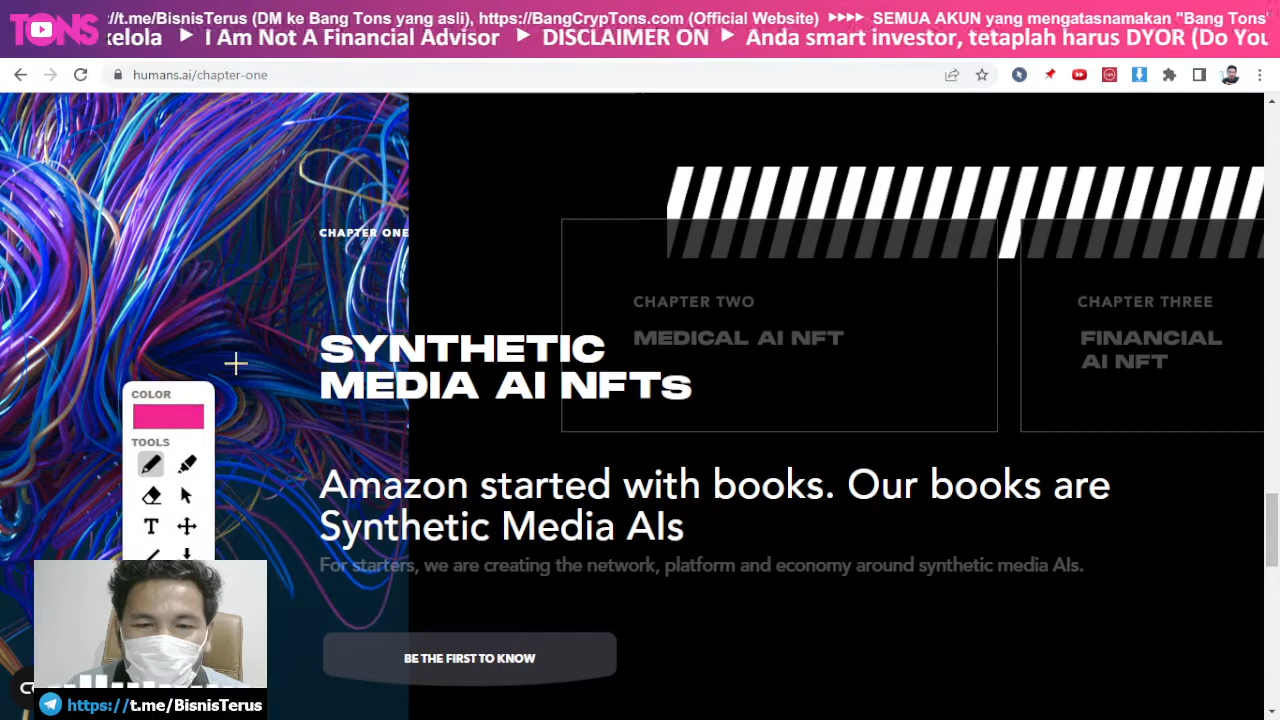 TONS
://t.me/BisnisTerus (DM ke Bang Tons yang asli), https://BangCrypTons.com (Official Website) ►►►► SEMUA AKUN yang mengatasnamakan "Bang Tons"
kelola ► I Am Not A Financial Advisor ► DISCLAIMER ON ► Anda smart investor, tetaplah harus DYOR (Do You
humans.ai/chapter-one
CHAPTER ONE
CHAPTER TWO
CHAPTER THREE
MEDICAL AI NFT
FINANCIAL
AI NFT
SYNTHETIC
MEDIA AI NFTs
COLOR
TOOLS
T
Amazon started with books. Our books are
Synthetic Media AIs
For starters, we are creating the network, platform and economy around synthetic media AIs.
BE THE FIRST TO KNOW
https://t.me/BisnisTerus